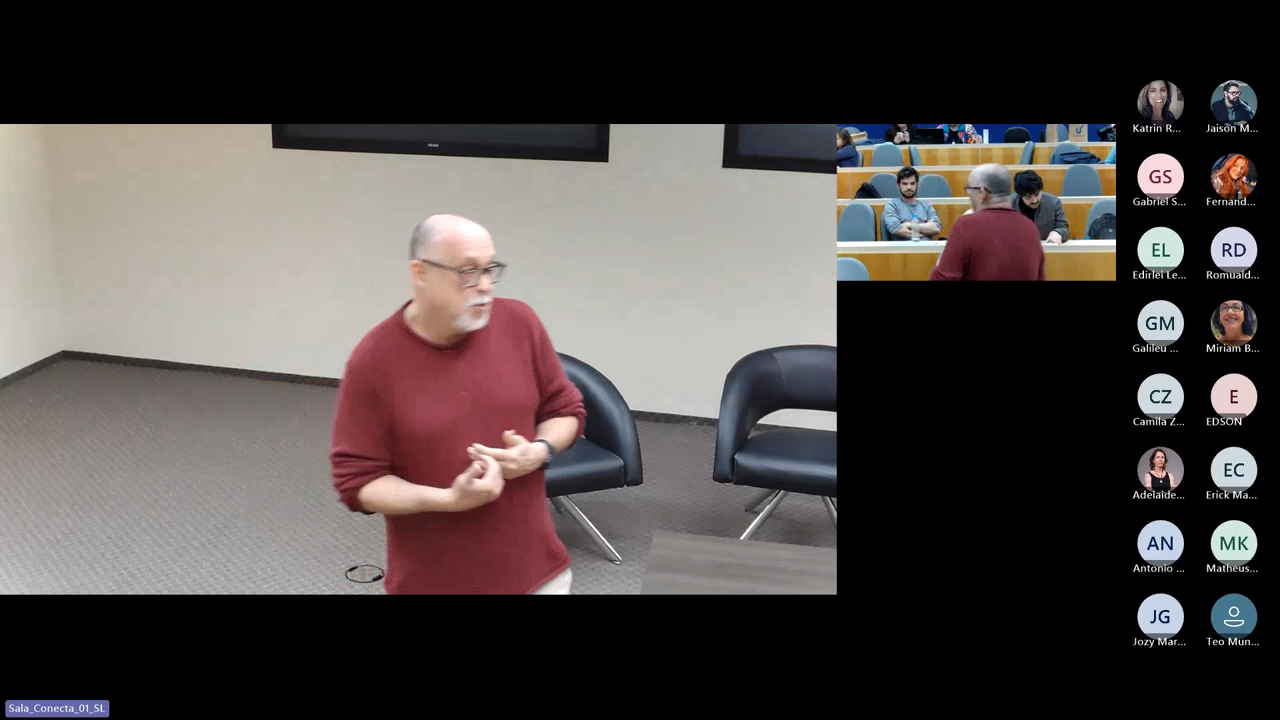 Katrin R...
Jaison M...
GS
Gabriel S...
Fernand...
EL
Edirlei Le...
RD
Romuald...
GM
Galileu ...
Miriam B...
CZ
Camila Z...
E
EDSON
Adelaide...
EC
Erick Ma...
AN
Antonio ...
MK
Matheus...
JG
Jozy Mar...
Teo Mun...
Sala_Conecta_01_SL